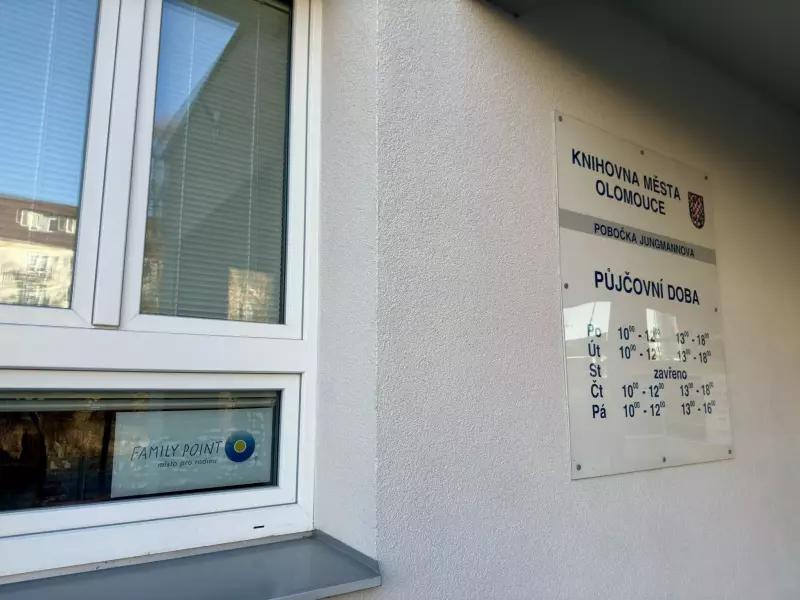 FAMILY POINT
místo pro rodinu
KNIHOVNA MĚSTA
OLOMOUCE
POBOČKA JUNGMANNOVA
PŮJČOVNÍ DOBA
Po 10⁰⁰ - 12⁰⁰ 13⁰⁰ - 18⁰⁰
Út 10⁰⁰ - 12⁰⁰ 13⁰⁰ - 18⁰⁰
St zavřeno
Čt 10⁰⁰ - 12⁰⁰ 13⁰⁰ - 18⁰⁰
Pá 10⁰⁰ - 12⁰⁰ 13⁰⁰ - 16⁰⁰